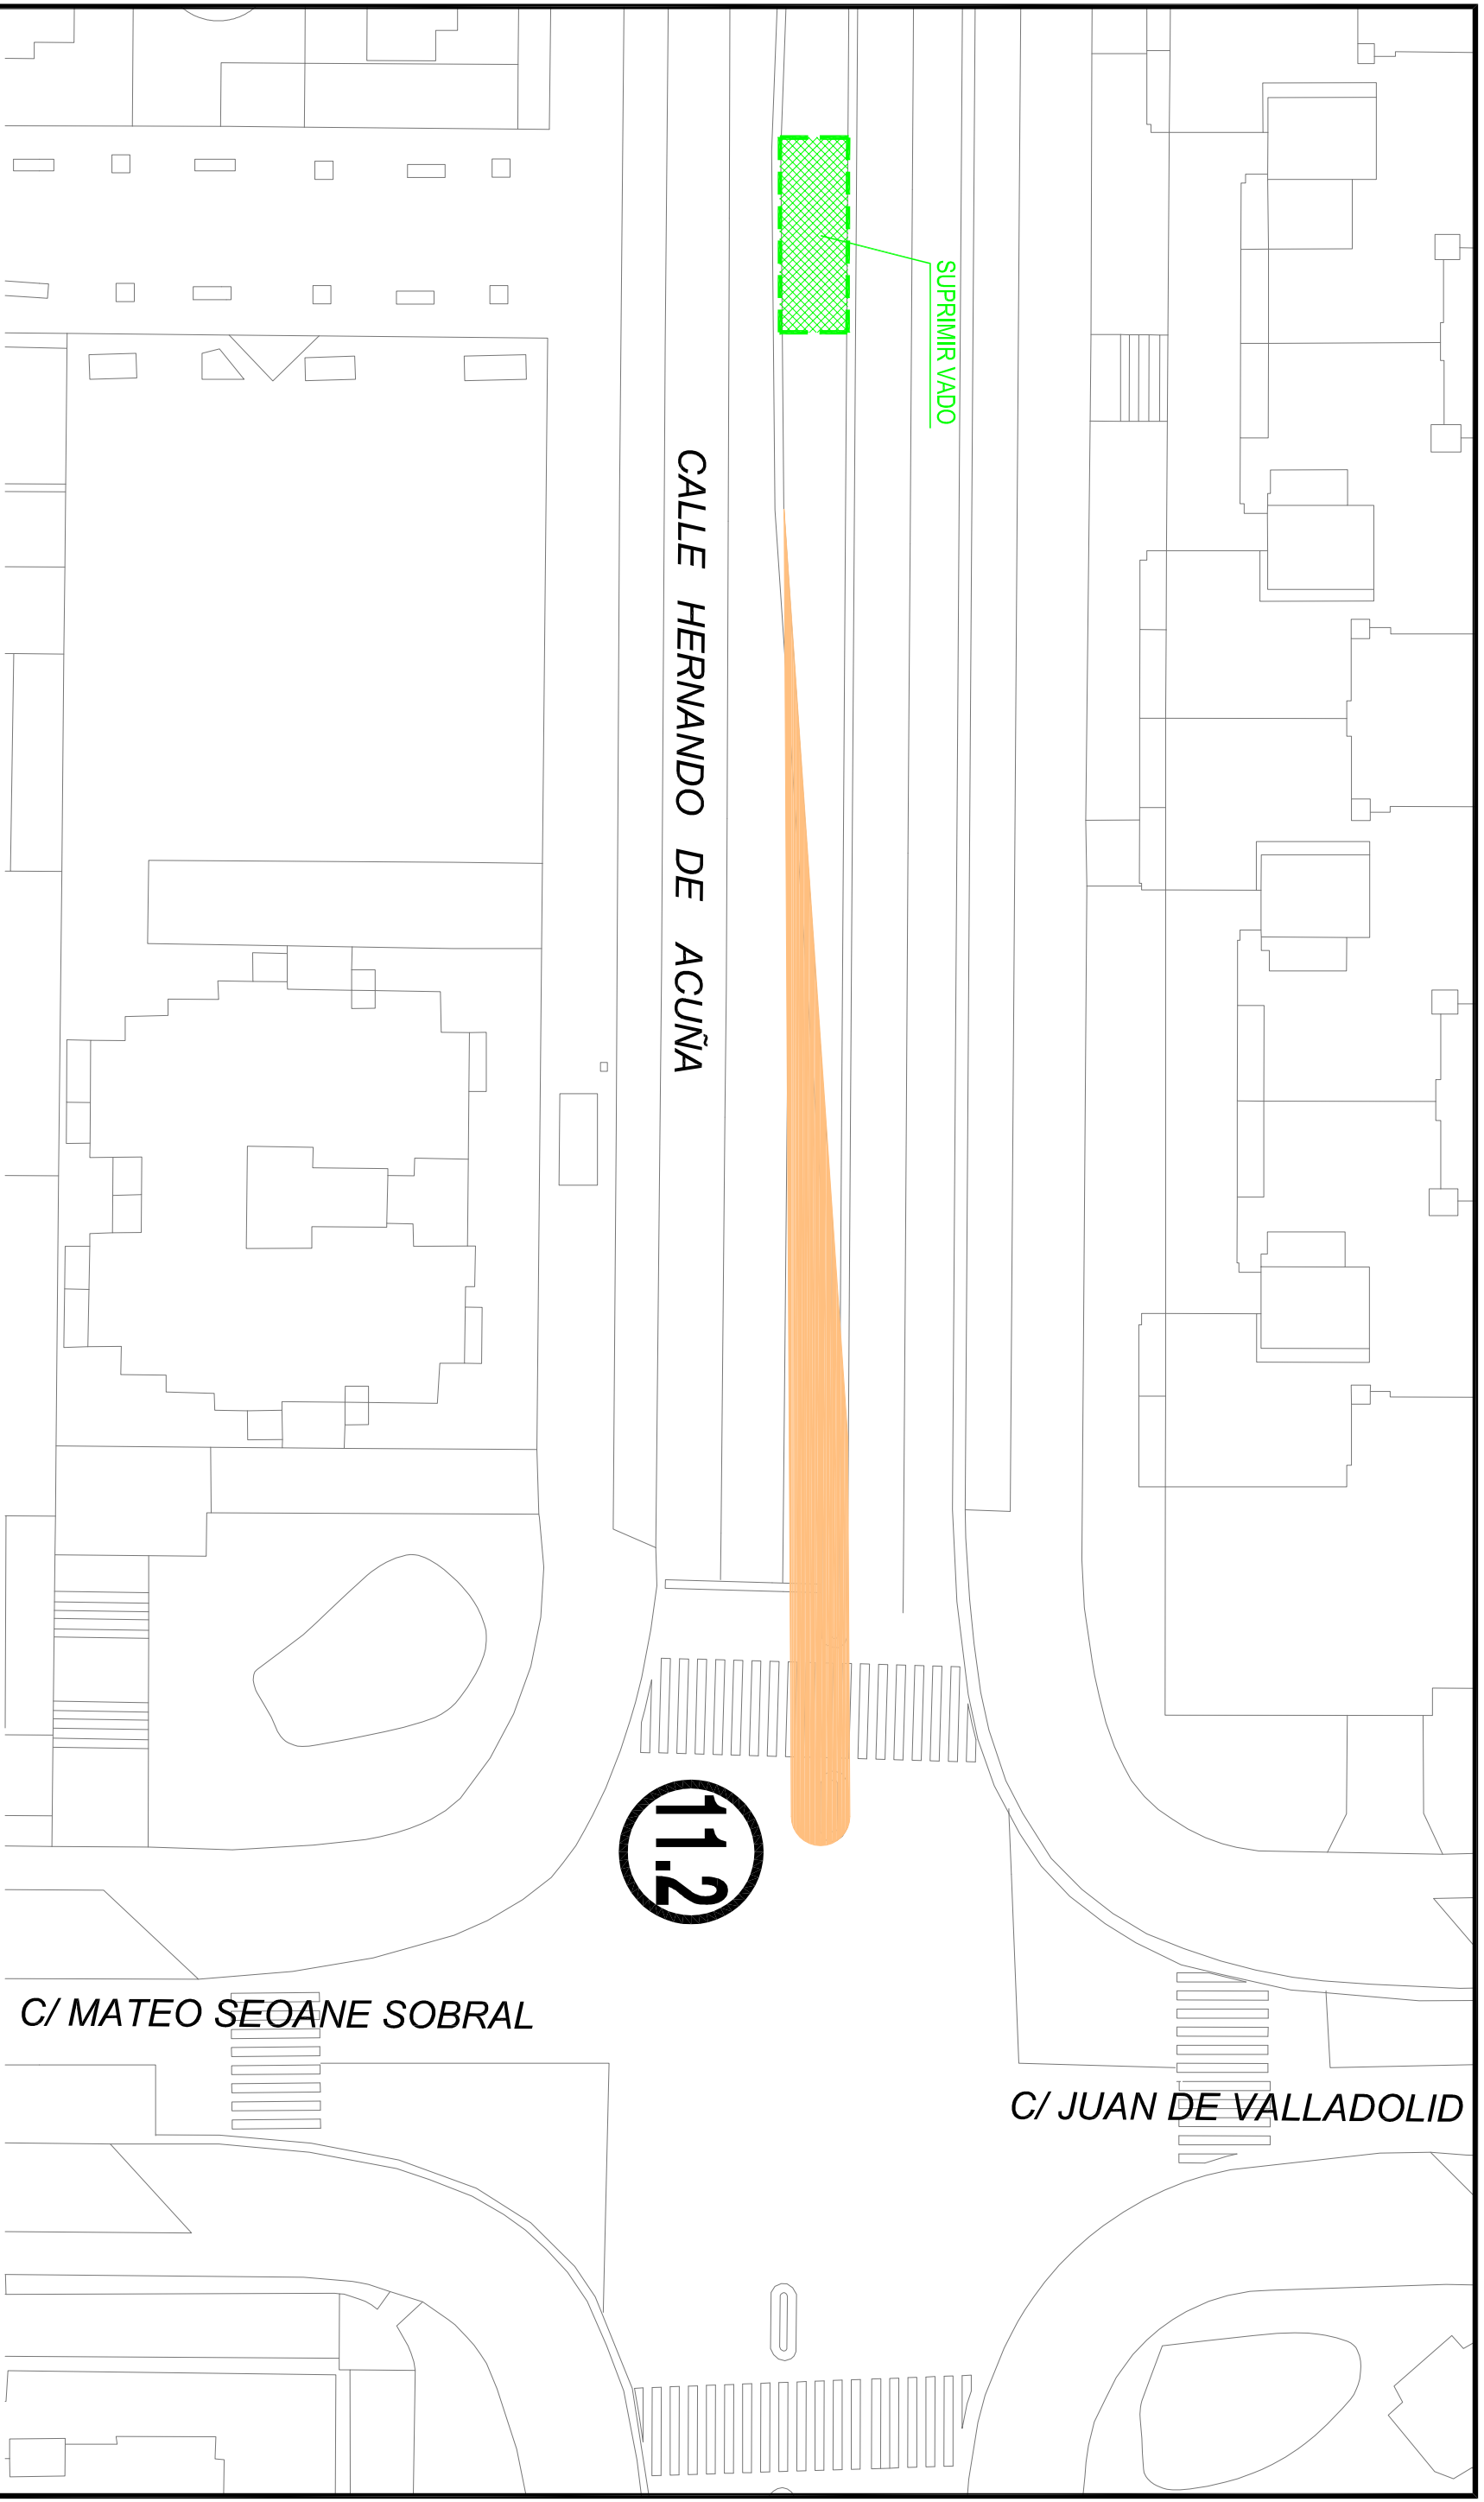 SUPRIMIR VADO
CALLE HERNANDO DE ACUÑA
11.2
C/ MATEO SEOANE SOBRAL
C/ JUAN DE VALLADOLID